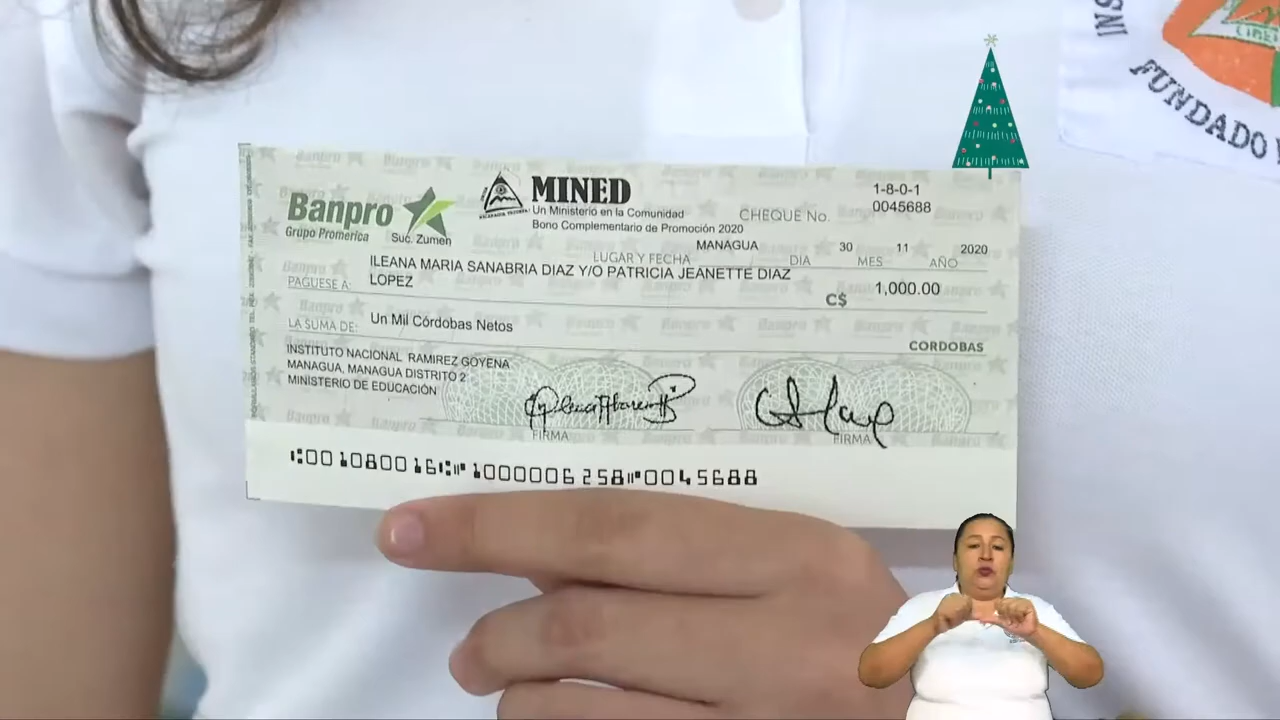 INS
FUNDADO
Banpro
Grupo Promerica
Suc. Zumen
MINED
Un Ministerio en la Comunidad
Bono Complementario de Promoción 2020
1-8-0-1
CHEQUE No. 0045688
MANAGUA 30 11 2020
LUGAR Y FECHA DIA MES AÑO
PAGUESE A: ILEANA MARIA SANABRIA DIAZ Y/O PATRICIA JEANETTE DIAZ
LOPEZ
C$ 1,000.00
LA SUMA DE: Un Mil Córdobas Netos
CORDOBAS
INSTITUTO NACIONAL RAMIREZ GOYENA
MANAGUA, MANAGUA DISTRITO 2
MINISTERIO DE EDUCACIÓN
FIRMA FIRMA
⑆001080016⑆⑈1000006258⑈0045688